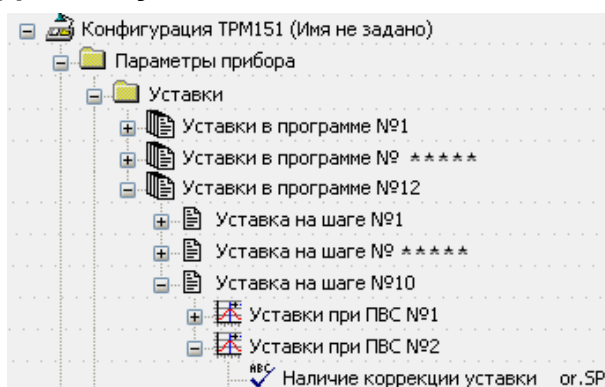 Конфигурация ТРМ151 (Имя не задано)
Параметры прибора
Уставки
Уставки в программе №1
Уставки в программе № *****
Уставки в программе №12
Уставка на шаге №1
Уставка на шаге № *****
Уставка на шаге №10
Уставки при ПВС №1
Уставки при ПВС №2
ABC Наличие коррекции уставки or.SP